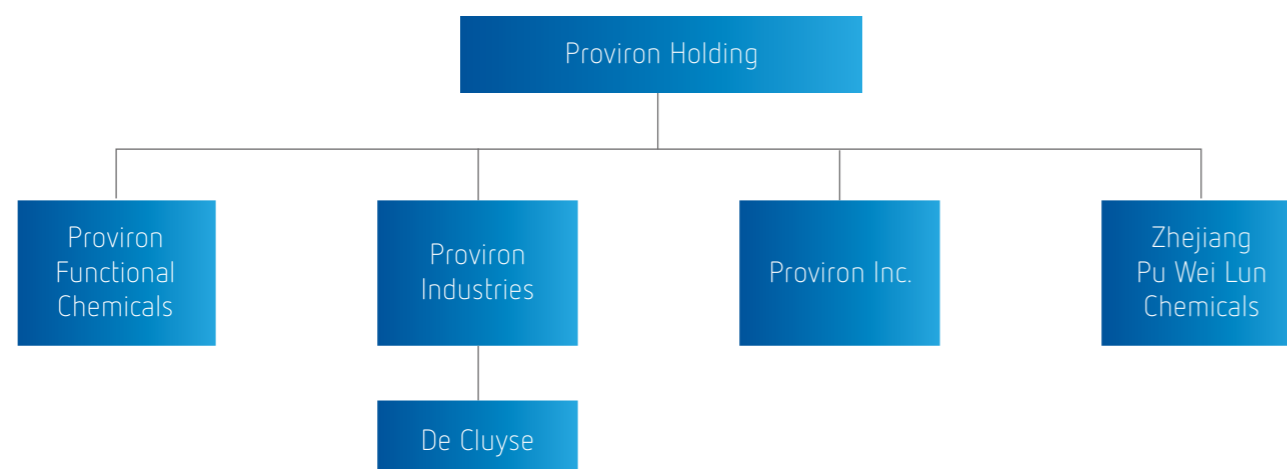 Proviron Holding
Proviron
Functional
Chemicals
Proviron
Industries
Proviron Inc.
Zhejiang
Pu Wei Lun
Chemicals
De Cluyse